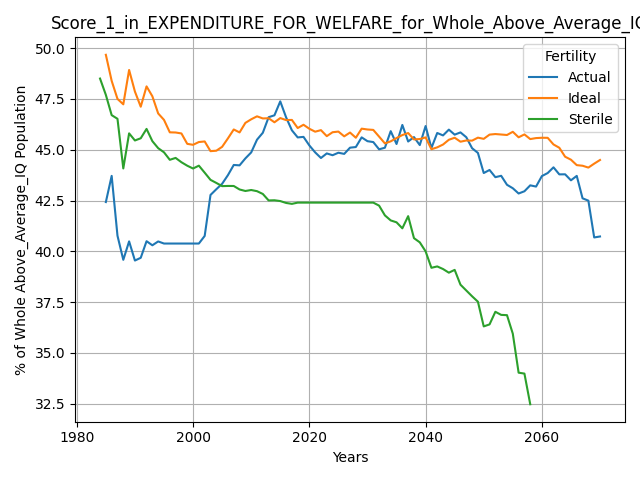 Score_1_in_EXPENDITURE_FOR_WELFARE_for_Whole_Above_Average_IQ
Fertility
Actual
Ideal
Sterile
% of Whole Above_Average_IQ Population
50.0
47.5
45.0
42.5
40.0
37.5
35.0
32.5
1980
2000
2020
2040
2060
Years